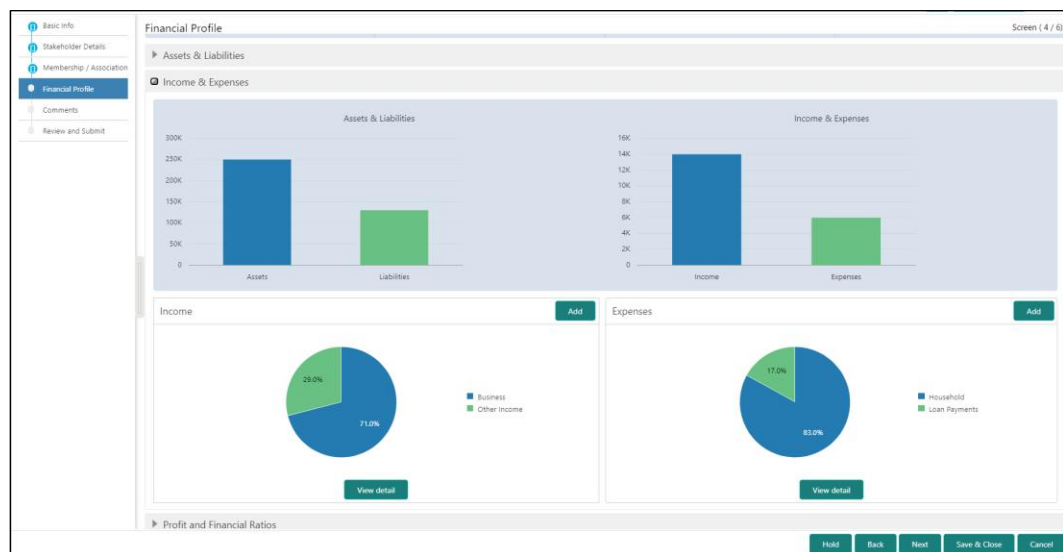 Basic Info
Stakeholder Details
Membership / Association
Financial Profile
Comments
Review and Submit
Financial Profile
Screen ( 4 / 6)
Assets & Liabilities
Income & Expenses
Assets & Liabilities
300K
250K
200K
150K
100K
50K
0
Assets Liabilities
Income & Expenses
16K
14K
12K
10K
8K
6K
4K
2K
0
Income Expenses
Income Add
29.0%
71.0%
Business
Other Income
View detail
Expenses Add
17.0%
83.0%
Household
Loan Payments
View detail
Profit and Financial Ratios
Hold Back Next Save & Close Cancel